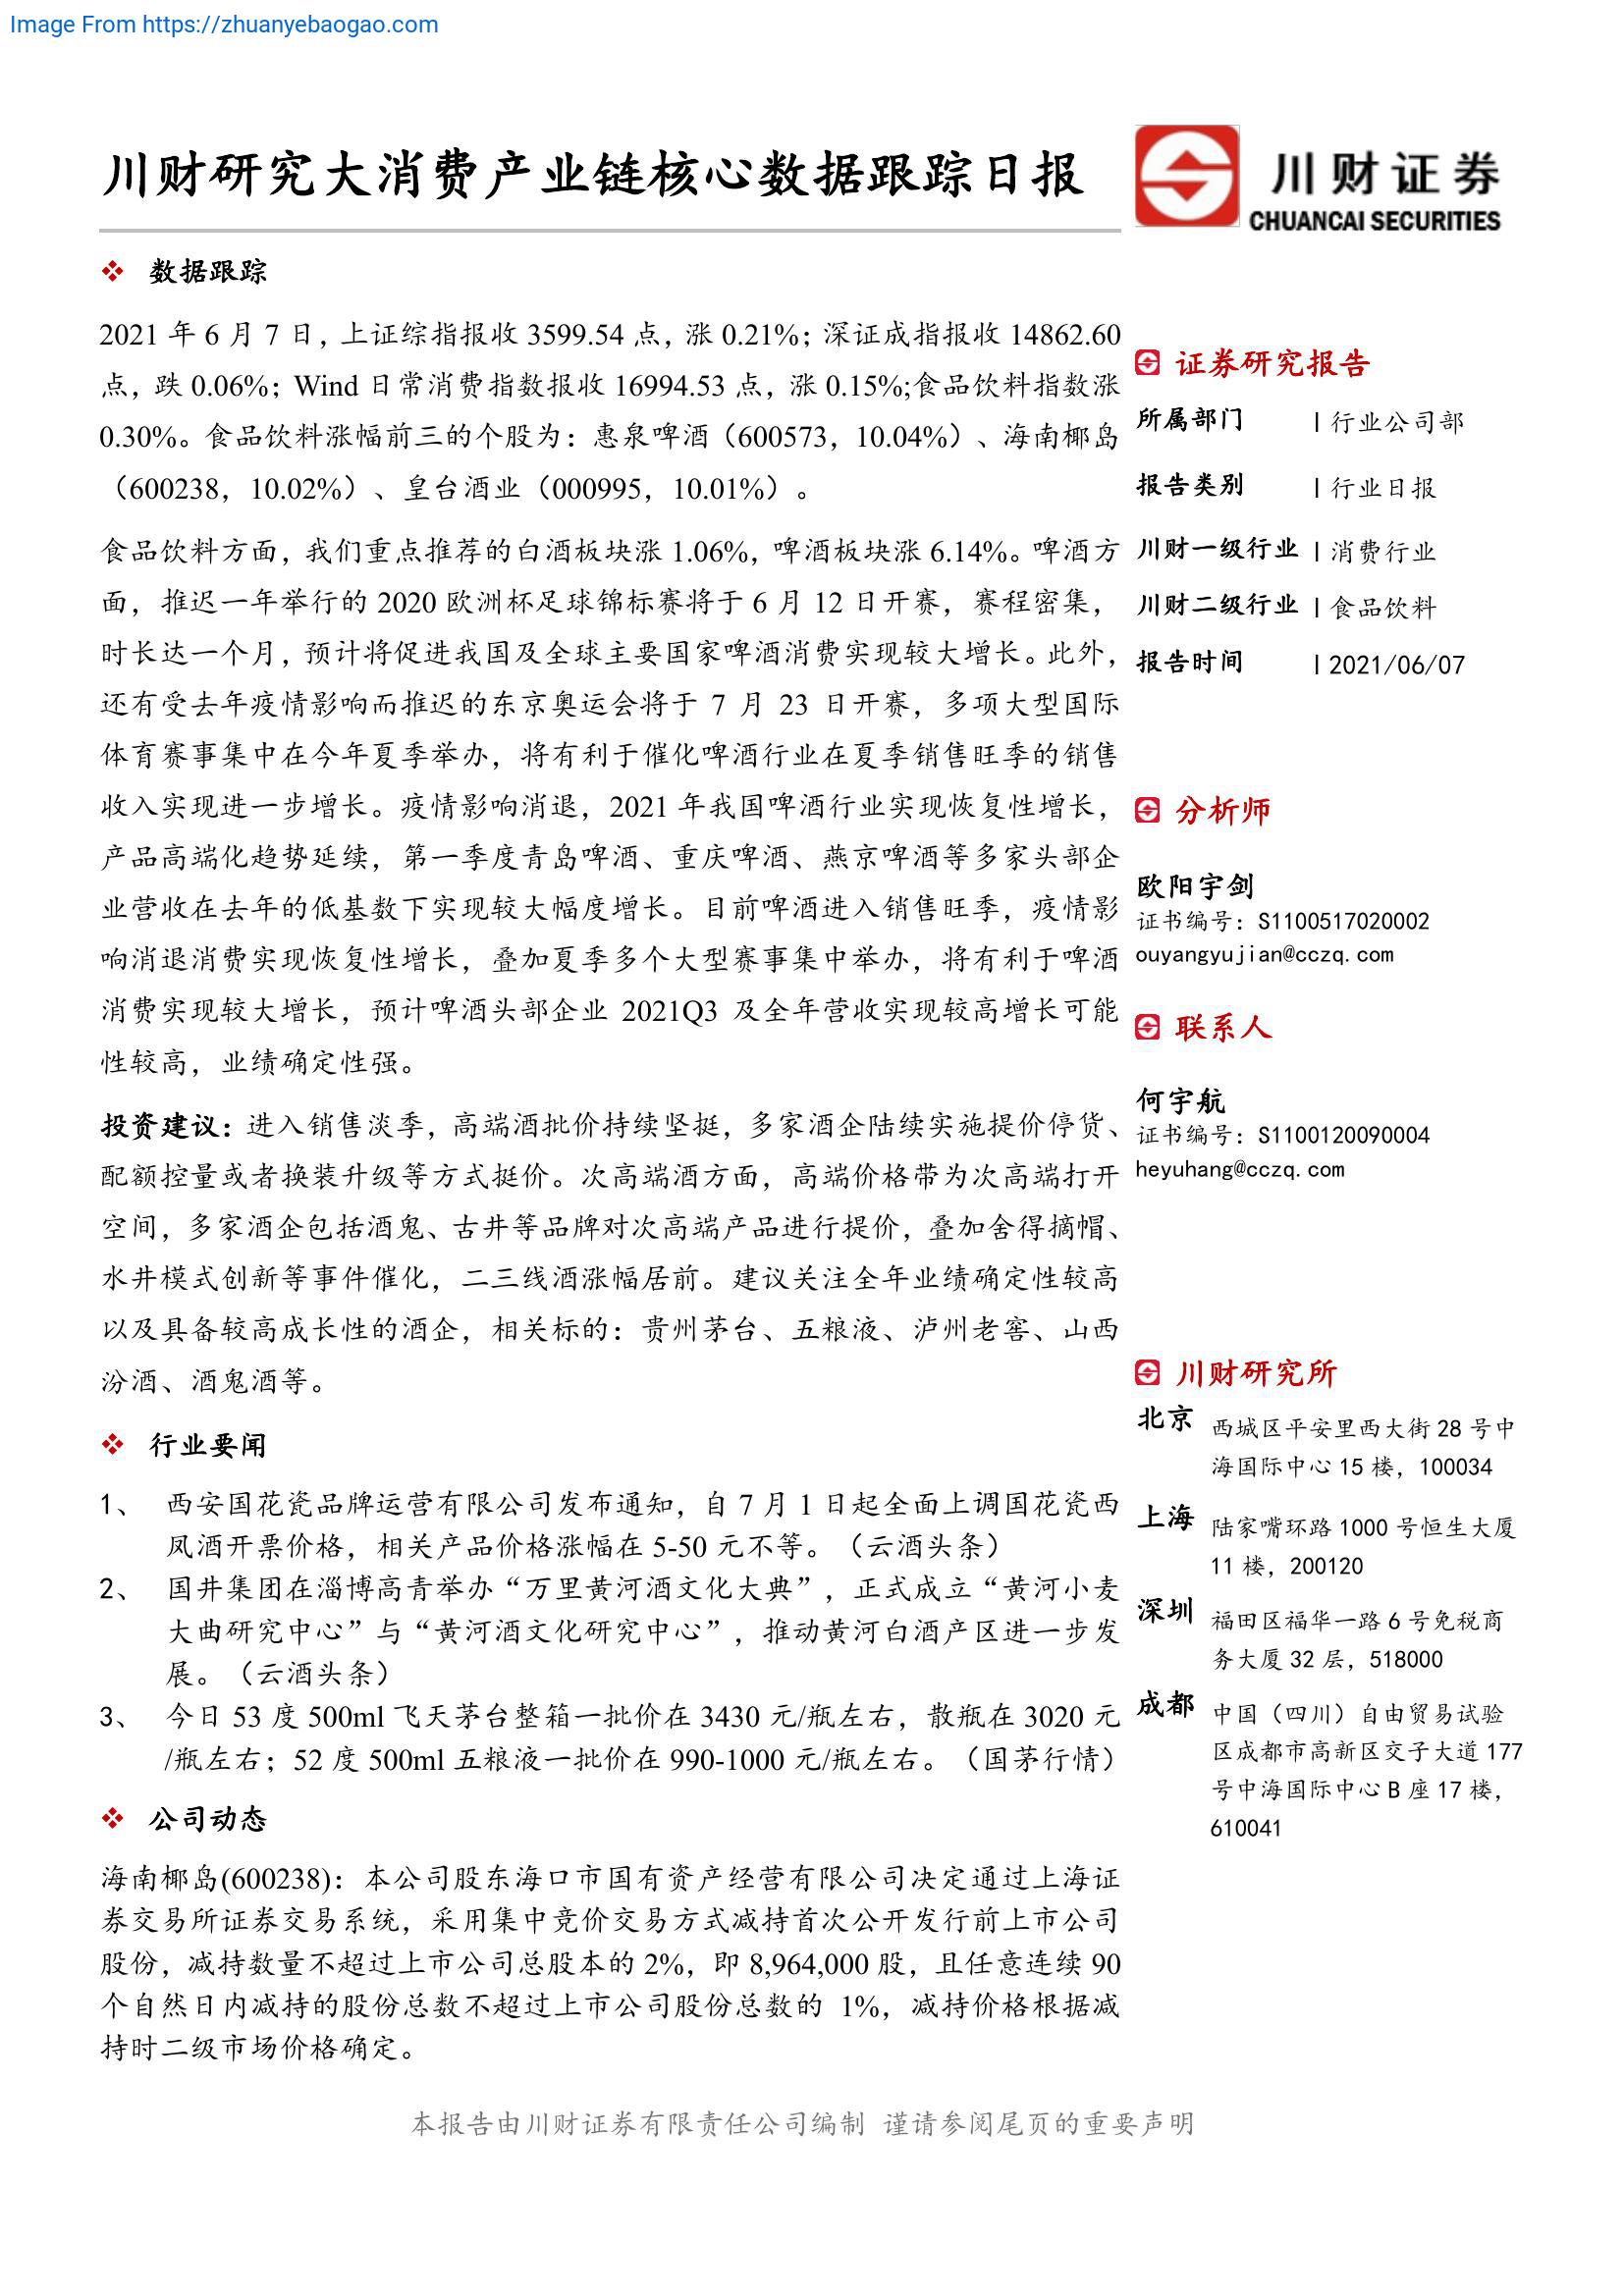 Image From https://zhuanyebaogao.com
川财研究大消费产业链核心数据跟踪日报
川财证券
CHUANCAI SECURITIES
数据跟踪
2021 年 6 月 7 日，上证综指报收 3599.54 点，涨 0.21%；深证成指报收 14862.60
点，跌 0.06%；Wind 日常消费指数报收 16994.53 点，涨 0.15%;食品饮料指数涨
0.30%。食品饮料涨幅前三的个股为：惠泉啤酒（600573，10.04%）、海南椰岛
（600238，10.02%）、皇台酒业（000995，10.01%）。
食品饮料方面，我们重点推荐的白酒板块涨 1.06%，啤酒板块涨 6.14%。啤酒方
面，推迟一年举行的 2020 欧洲杯足球锦标赛将于 6 月 12 日开赛，赛程密集，
时长达一个月，预计将促进我国及全球主要国家啤酒消费实现较大增长。此外，
还有受去年疫情影响而推迟的东京奥运会将于 7 月 23 日开赛，多项大型国际
体育赛事集中在今年夏季举办，将有利于催化啤酒行业在夏季销售旺季的销售
收入实现进一步增长。疫情影响消退，2021 年我国啤酒行业实现恢复性增长，
产品高端化趋势延续，第一季度青岛啤酒、重庆啤酒、燕京啤酒等多家头部企
业营收在去年的低基数下实现较大幅度增长。目前啤酒进入销售旺季，疫情影
响消退消费实现恢复性增长，叠加夏季多个大型赛事集中举办，将有利于啤酒
消费实现较大增长，预计啤酒头部企业 2021Q3 及全年营收实现较高增长可能
性较高，业绩确定性强。
投资建议：进入销售淡季，高端酒批价持续坚挺，多家酒企陆续实施提价停货、
配额控量或者换装升级等方式挺价。次高端酒方面，高端价格带为次高端打开
空间，多家酒企包括酒鬼、古井等品牌对次高端产品进行提价，叠加舍得摘帽、
水井模式创新等事件催化，二三线酒涨幅居前。建议关注全年业绩确定性较高
以及具备较高成长性的酒企，相关标的：贵州茅台、五粮液、泸州老窖、山西
汾酒、酒鬼酒等。
行业要闻
1、 西安国花瓷品牌运营有限公司发布通知，自 7 月 1 日起全面上调国花瓷西
凤酒开票价格，相关产品价格涨幅在 5-50 元不等。（云酒头条）
2、 国井集团在淄博高青举办“万里黄河酒文化大典”，正式成立“黄河小麦
大曲研究中心”与“黄河酒文化研究中心”，推动黄河白酒产区进一步发
展。（云酒头条）
3、 今日 53 度 500ml 飞天茅台整箱一批价在 3430 元/瓶左右，散瓶在 3020 元
/瓶左右；52 度 500ml 五粮液一批价在 990-1000 元/瓶左右。（国茅行情）
公司动态
海南椰岛(600238)：本公司股东海口市国有资产经营有限公司决定通过上海证
券交易所证券交易系统，采用集中竞价交易方式减持首次公开发行前上市公司
股份，减持数量不超过上市公司总股本的 2%，即 8,964,000 股，且任意连续 90
个自然日内减持的股份总数不超过上市公司股份总数的 1%，减持价格根据减
持时二级市场价格确定。
证券研究报告
所属部门 | 行业公司部
报告类别 | 行业日报
川财一级行业 | 消费行业
川财二级行业 | 食品饮料
报告时间 | 2021/06/07
分析师
欧阳宇剑
证书编号：S1100517020002
ouyangyujian@cczq.com
联系人
何宇航
证书编号：S1100120090004
heyuhang@cczq.com
川财研究所
北京 西城区平安里西大街 28 号中
海国际中心 15 楼，100034
上海 陆家嘴环路 1000 号恒生大厦
11 楼，200120
深圳 福田区福华一路 6 号免税商
务大厦 32 层，518000
成都 中国（四川）自由贸易试验
区成都市高新区交子大道 177
号中海国际中心 B 座 17 楼，
610041
本报告由川财证券有限责任公司编制 谨请参阅尾页的重要声明